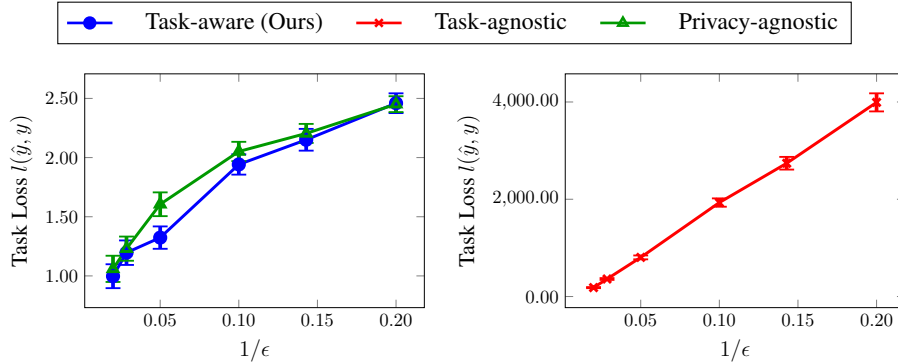 Task-aware (Ours) Task-agnostic Privacy-agnostic
Task Loss l(ŷ, y)
2.50
2.00
1.50
1.00
0.05 0.10 0.15 0.20
1/ϵ
Task Loss l(ŷ, y)
4,000.00
2,000.00
0.00
0.05 0.10 0.15 0.20
1/ϵ